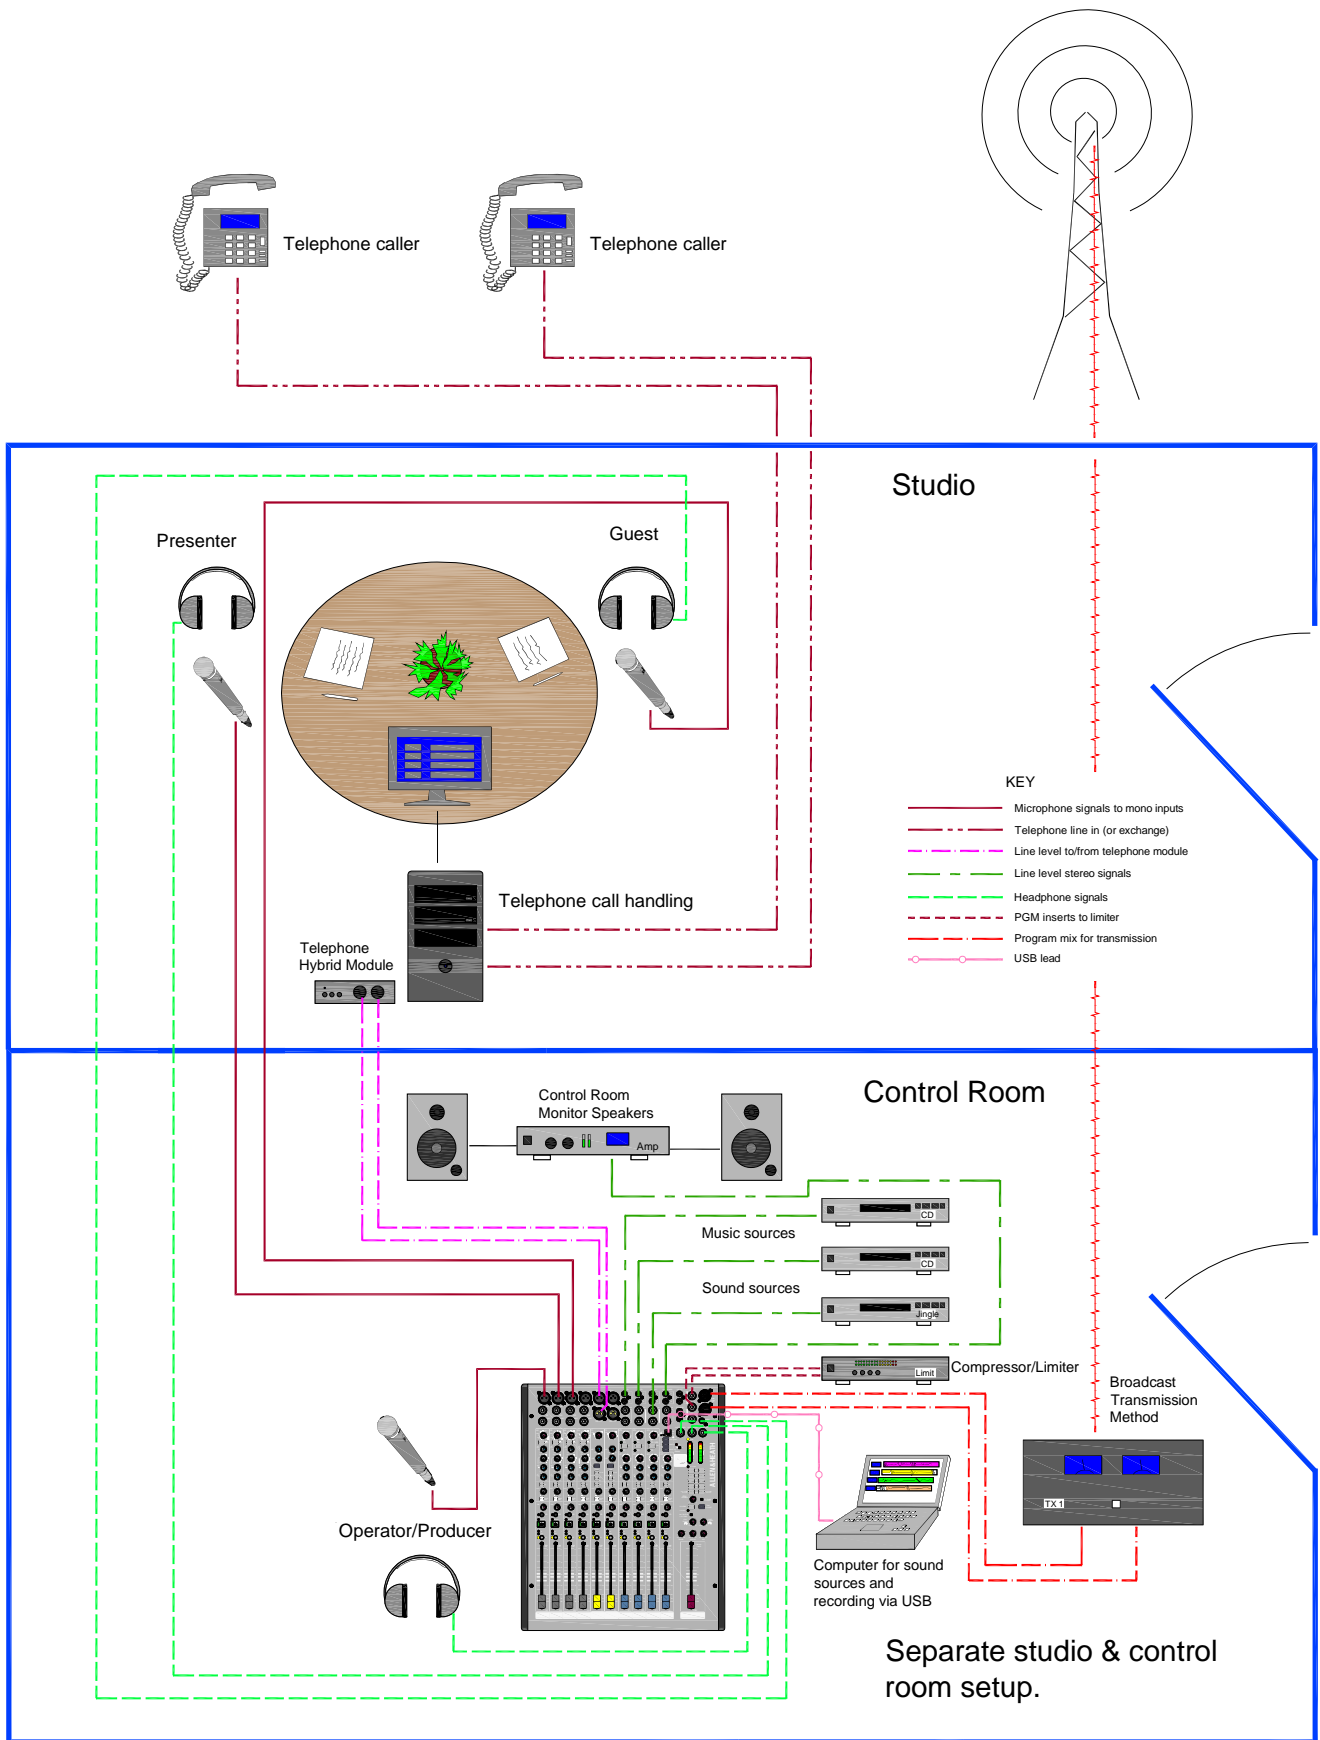 Telephone caller
Telephone caller
Studio
Presenter
Guest
KEY
Microphone signals to mono inputs
Telephone line in (or exchange)
Line level to/from telephone module
Line level stereo signals
Headphone signals
PGM inserts to limiter
Program mix for transmission
USB lead
Telephone call handling
Telephone
Hybrid Module
Control Room
Control Room
Monitor Speakers
Amp
CD
Music sources
CD
Sound sources
Jingle
Compressor/Limiter
Limit
Broadcast
Transmission
Method
TX 1
Operator/Producer
ALLEN&HEATH
Computer for sound
sources and
recording via USB
Separate studio & control
room setup.